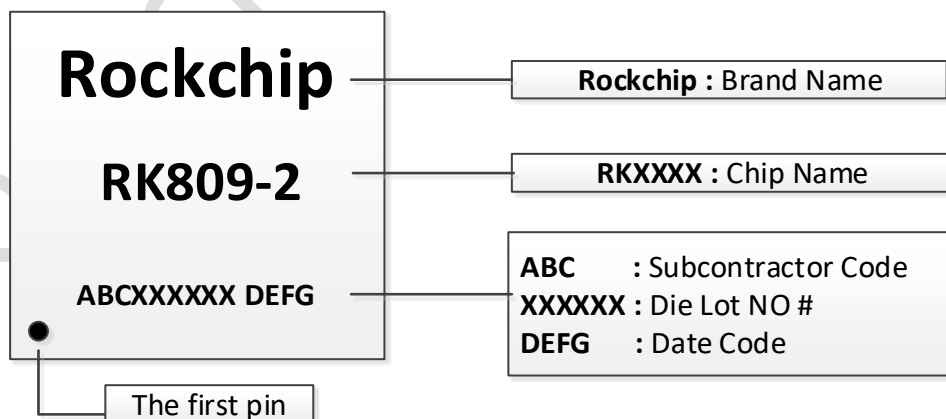 Rockchip
RK809-2
ABCXXXXXX DEFG
Rockchip : Brand Name
RKXXXX : Chip Name
ABC : Subcontractor Code
XXXXXX : Die Lot NO #
DEFG : Date Code
The first pin